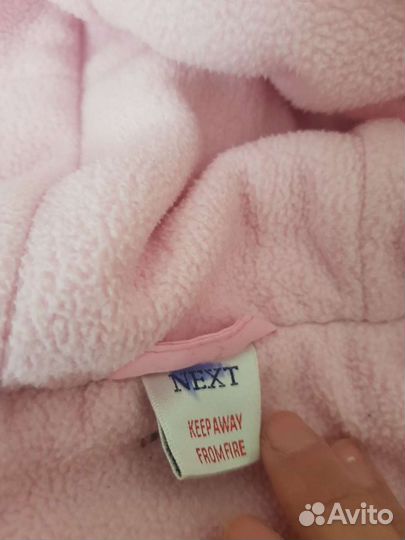 NEXT
KEEP AWAY
FROM FIRE
Avito